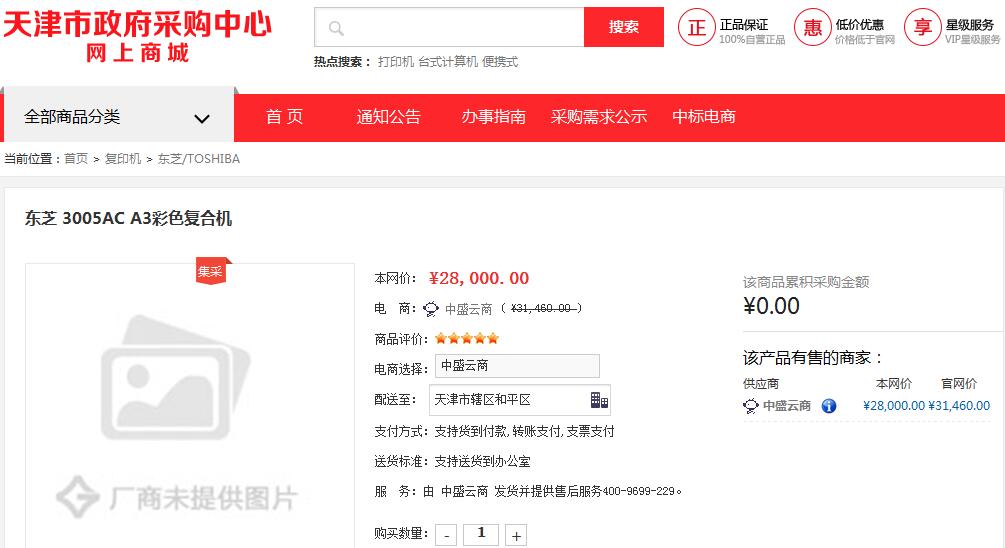 天津市政府采购中心
网上商城
搜索
热点搜索： 打印机 台式计算机 便携式
正 正品保证
100%自营正品
惠 低价优惠
价格低于官网
享 星级服务
VIP星级服务
全部商品分类
首 页 通知公告 办事指南 采购需求公示 中标电商
当前位置：首页 > 复印机 > 东芝/TOSHIBA
东芝 3005AC A3彩色复合机
集采
厂商未提供图片
本网价： ¥28,000.00
电 商： 中盛云商 （ ¥31,460.00 ）
商品评价：
电商选择： 中盛云商
配送至： 天津市辖区和平区
支付方式：支持货到付款,转账支付,支票支付
送货标准：支持送货到办公室
服 务：由 中盛云商 发货并提供售后服务400-9699-229。
购买数量： - 1 +
该商品累积采购金额
¥0.00
该产品有售的商家：
供应商 本网价 官网价
中盛云商 ¥28,000.00 ¥31,460.00